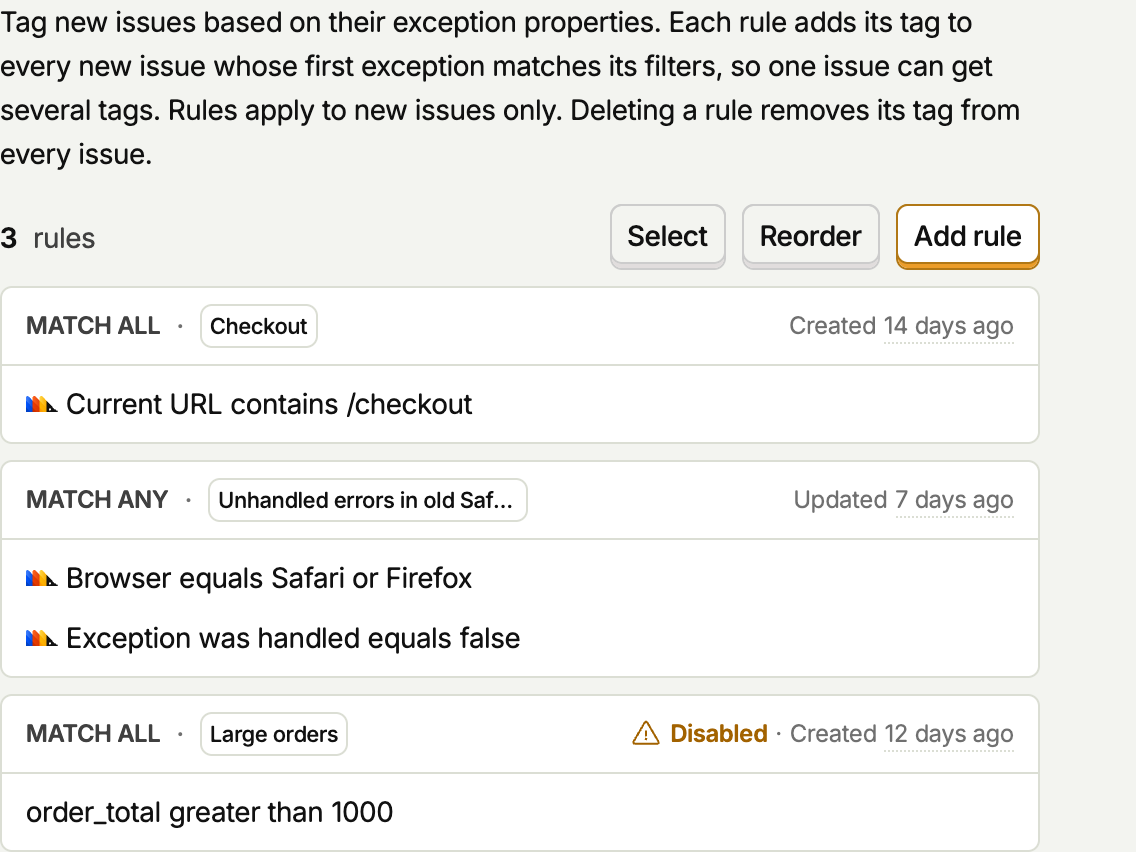 Tag new issues based on their exception properties. Each rule adds its tag to
every new issue whose first exception matches its filters, so one issue can get
several tags. Rules apply to new issues only. Deleting a rule removes its tag from
every issue.
3 rules
Select
Reorder
Add rule
MATCH ALL · Checkout
Created 14 days ago
Current URL contains /checkout
MATCH ANY · Unhandled errors in old Saf...
Updated 7 days ago
Browser equals Safari or Firefox
Exception was handled equals false
MATCH ALL · Large orders
Disabled · Created 12 days ago
order_total greater than 1000